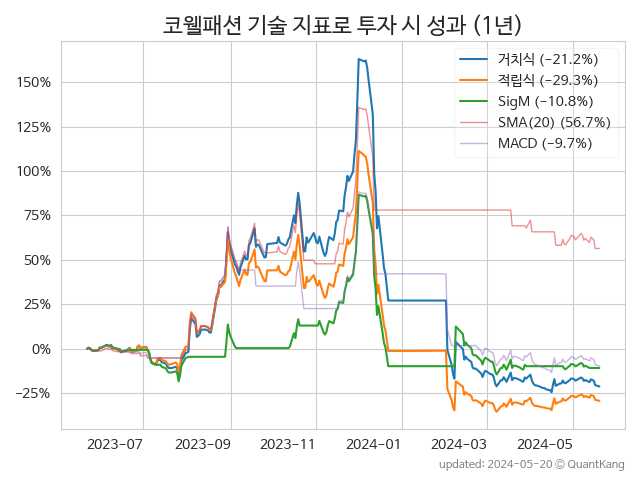 코웰패션 기술 지표로 투자 시 성과 (1년)
거치식 (-21.2%)
적립식 (-29.3%)
SigM (-10.8%)
SMA(20) (56.7%)
MACD (-9.7%)
150%
125%
100%
75%
50%
25%
0%
-25%
2023-07
2023-09
2023-11
2024-01
2024-03
2024-05
updated: 2024-05-20 © QuantKang